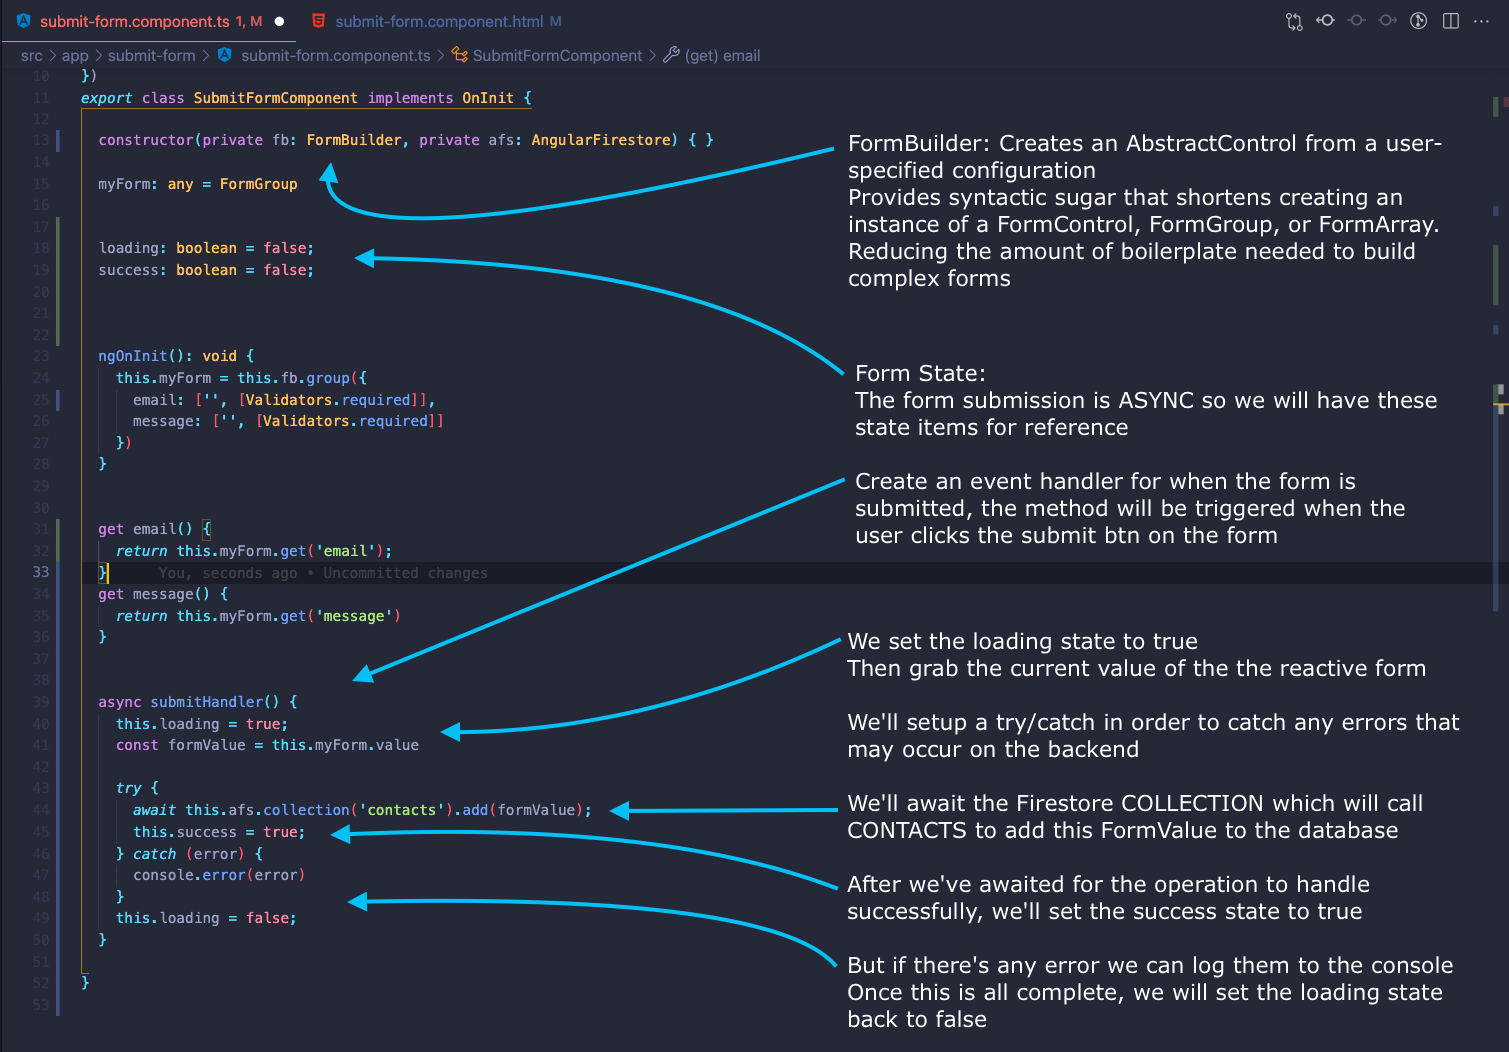 submit-form.component.ts 1, M
submit-form.component.html M
src > app > submit-form > submit-form.component.ts > SubmitFormComponent > (get) email
10 })
11 export class SubmitFormComponent implements OnInit {
12
13 constructor(private fb: FormBuilder, private afs: AngularFirestore) { }
14
15 myForm: any = FormGroup
16
17
18 loading: boolean = false;
19 success: boolean = false;
20
21
22
23 ngOnInit(): void {
24 this.myForm = this.fb.group({
25 email: ['', [Validators.required]],
26 message: ['', [Validators.required]]
27 })
28 }
29
30
31 get email() {
32 return this.myForm.get('email');
33 } You, seconds ago • Uncommitted changes
34 get message() {
35 return this.myForm.get('message')
36 }
37
38
39 async submitHandler() {
40 this.loading = true;
41 const formValue = this.myForm.value
42
43 try {
44 await this.afs.collection('contacts').add(formValue);
45 this.success = true;
46 } catch (error) {
47 console.error(error)
48 }
49 this.loading = false;
50 }
51
52 }
53
FormBuilder: Creates an AbstractControl from a user-
specified configuration
Provides syntactic sugar that shortens creating an
instance of a FormControl, FormGroup, or FormArray.
Reducing the amount of boilerplate needed to build
complex forms
Form State:
The form submission is ASYNC so we will have these
state items for reference
Create an event handler for when the form is
submitted, the method will be triggered when the
user clicks the submit btn on the form
We set the loading state to true
Then grab the current value of the the reactive form
We'll setup a try/catch in order to catch any errors that
may occur on the backend
We'll await the Firestore COLLECTION which will call
CONTACTS to add this FormValue to the database
After we've awaited for the operation to handle
successfully, we'll set the success state to true
But if there's any error we can log them to the console
Once this is all complete, we will set the loading state
back to false